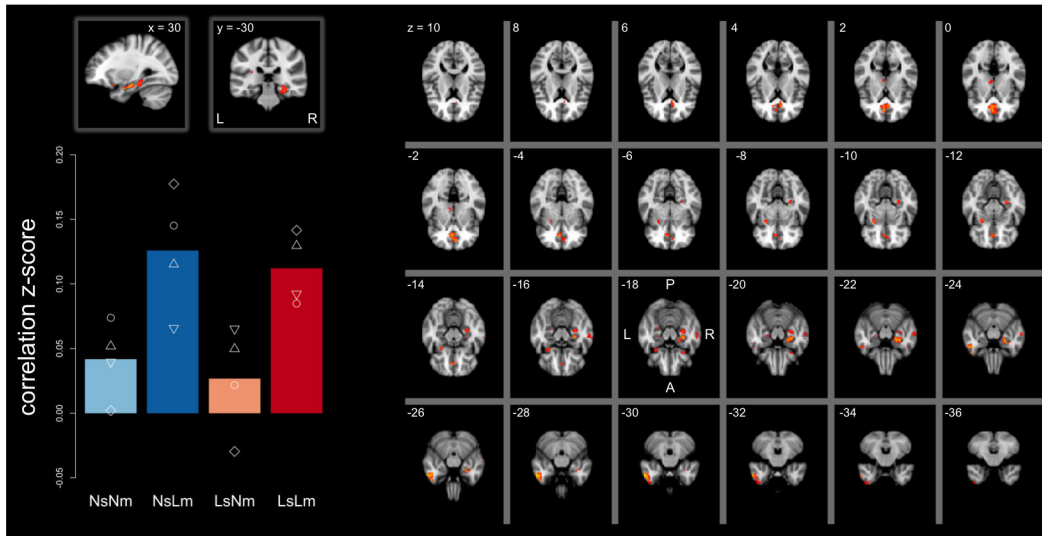 x = 30
y = -30
L
R
correlation z-score
0.20
0.15
0.10
0.05
0.00
-0.05
NsNm
NsLm
LsNm
LsLm
z = 10
8
6
4
2
0
-2
-4
-6
-8
-10
-12
-14
-16
-18
P
L
R
A
-20
-22
-24
-26
-28
-30
-32
-34
-36